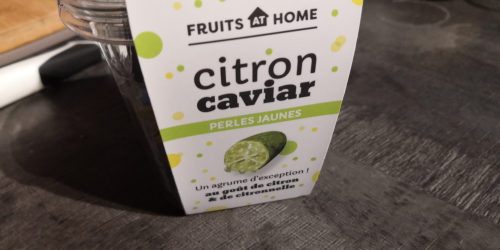 FRUITS AT HOME
citron
caviar
PERLES JAUNES
Un agrume d'exception !
au goût de citron
& de citronnelle